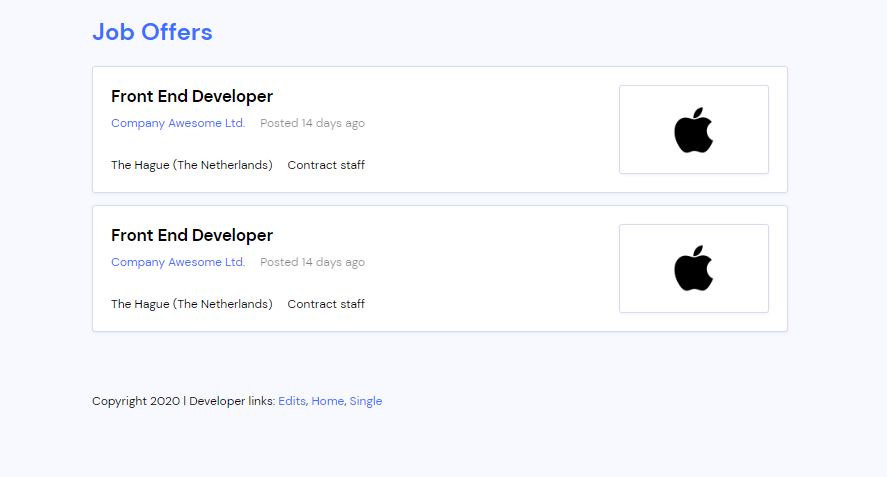 Job Offers
Front End Developer
Company Awesome Ltd. Posted 14 days ago
The Hague (The Netherlands) Contract staff
Front End Developer
Company Awesome Ltd. Posted 14 days ago
The Hague (The Netherlands) Contract staff
Copyright 2020 | Developer links: Edits, Home, Single